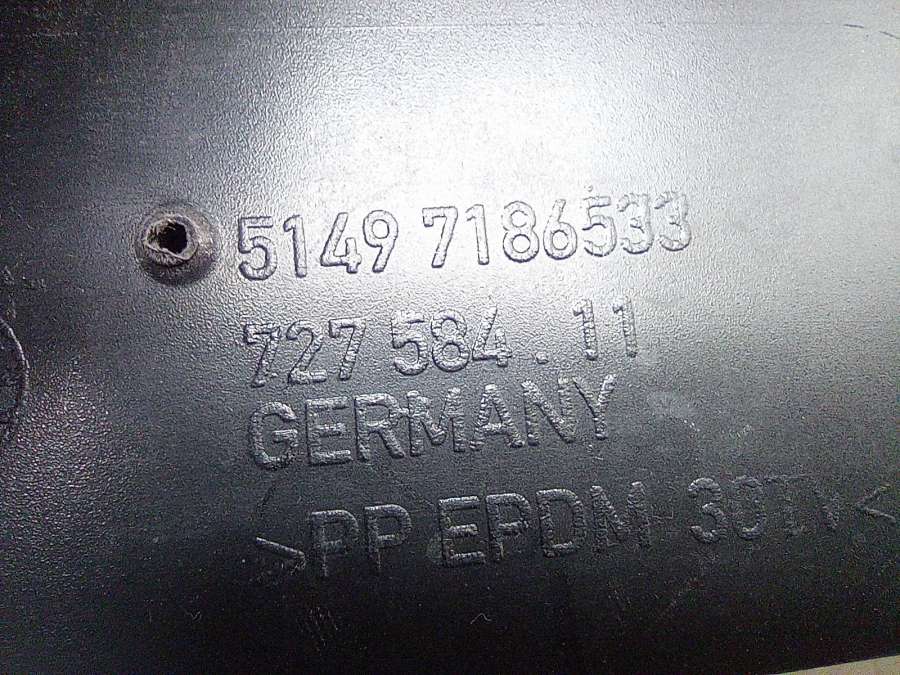 5149 7186533
727 584 . 11
GERMANY
>PP EPDM 30TV<